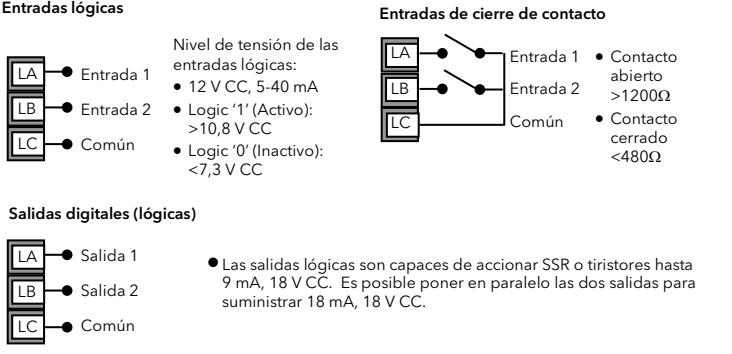 Entradas lógicas
LA
Entrada 1
LB
Entrada 2
LC
Común
Nivel de tensión de las
entradas lógicas:
• 12 V CC, 5-40 mA
• Logic ‘1’ (Activo):
>10,8 V CC
• Logic ‘0’ (Inactivo):
<7,3 V CC
Entradas de cierre de contacto
LA
Entrada 1
LB
Entrada 2
LC
Común
• Contacto
abierto
>1200Ω
• Contacto
cerrado
<480Ω
Salidas digitales (lógicas)
LA
Salida 1
LB
Salida 2
LC
Común
• Las salidas lógicas son capaces de accionar SSR o tiristores hasta
9 mA, 18 V CC. Es posible poner en paralelo las dos salidas para
suministrar 18 mA, 18 V CC.